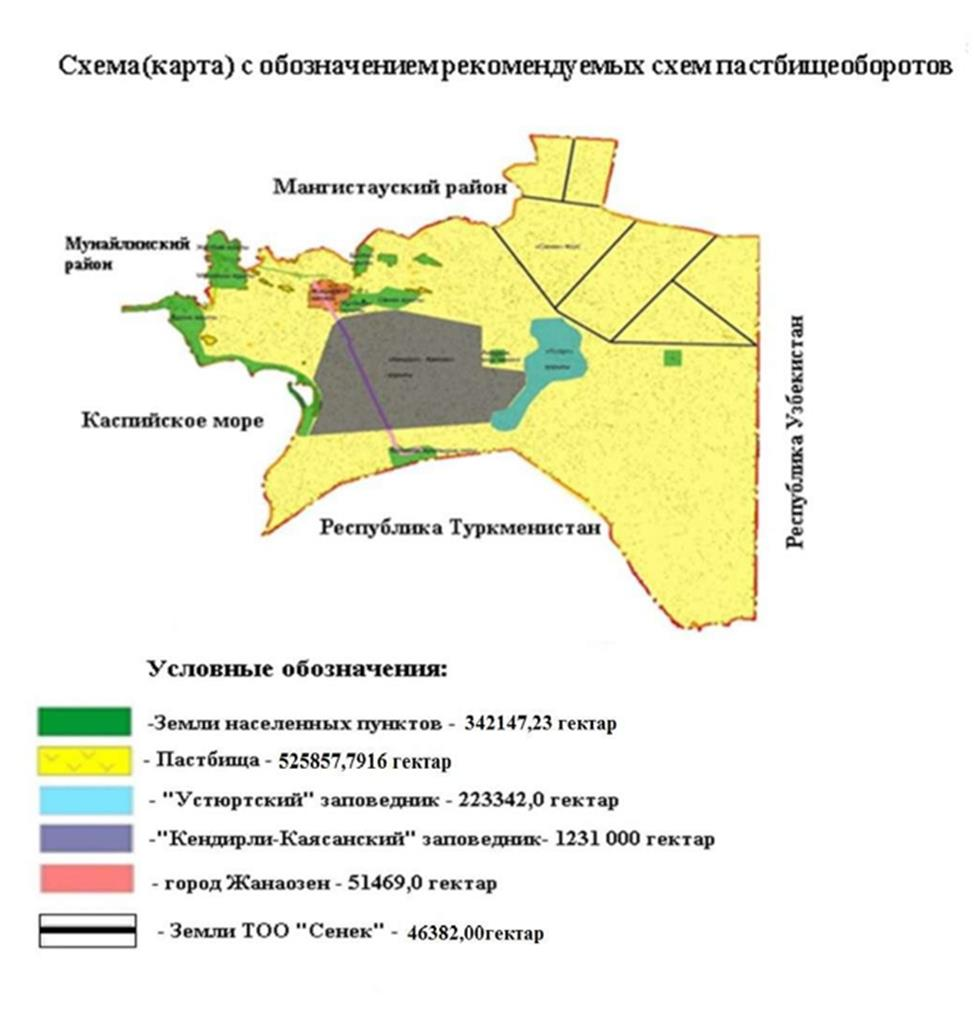 Схема(карта) с обозначением рекомендуемых схем пастбищеоборотов
Мангистауский район
Мунайлинский
район
Каспийское море
Республика Туркменистан
Республика Узбекистан
Условные обозначения:
-Земли населенных пунктов - 342147,23 гектар
- Пастбища - 525857,7916 гектар
- "Устюртский" заповедник - 223342,0 гектар
-"Кендирли-Каясанский" заповедник- 1231 000 гектар
- город Жанаозен - 51469,0 гектар
- Земли ТОО "Сенек" - 46382,00гектар